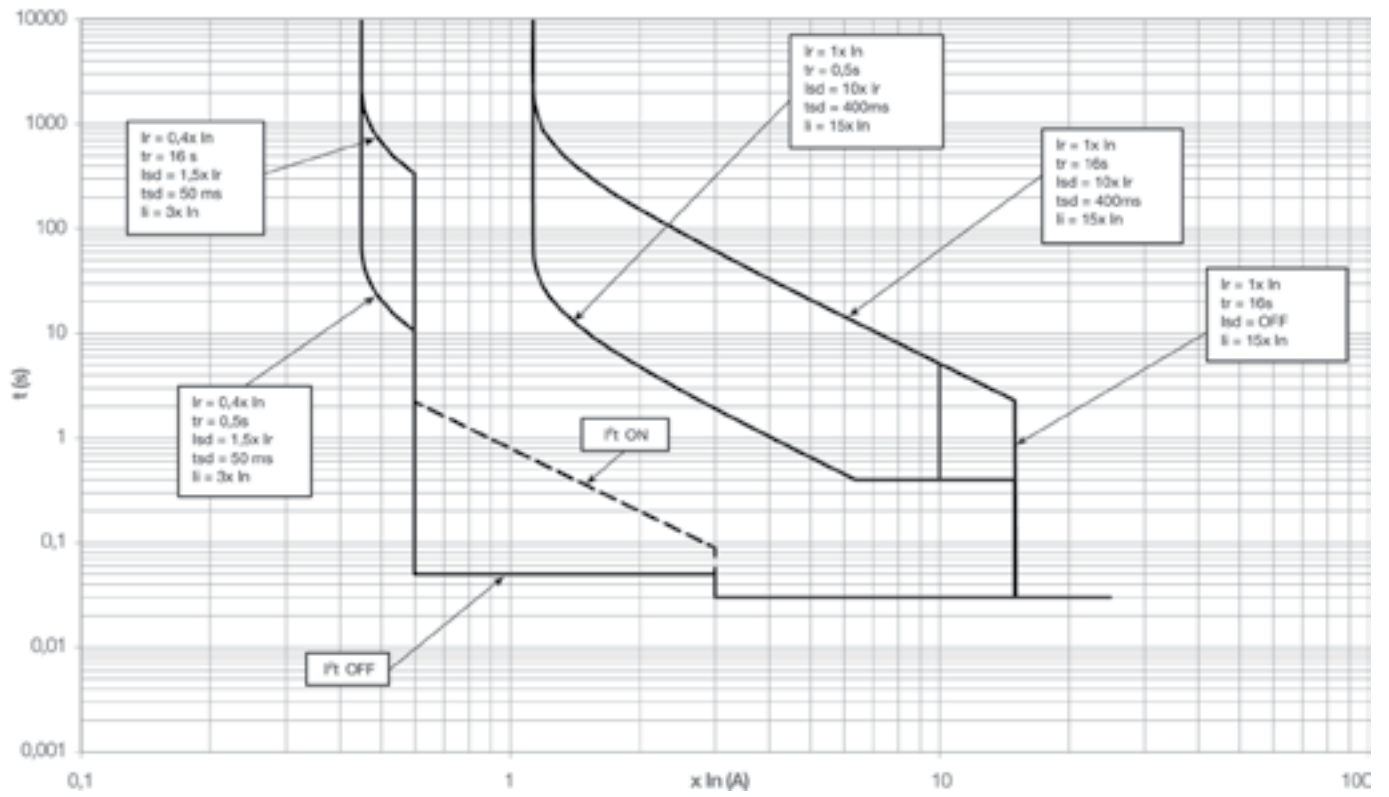 10000
1000
100
10
1
0,1
0,01
0,001
t (s)
Ir = 0,4x In
tr = 16 s
Isd = 1,5x Ir
tsd = 50 ms
Ii = 3x In
Ir = 0,4x In
tr = 0,5s
Isd = 1,5x Ir
tsd = 50 ms
Ii = 3x In
I²t OFF
I²t ON
Ir = 1x In
tr = 0,5s
Isd = 10x Ir
tsd = 400ms
Ii = 15x In
Ir = 1x In
tr = 16s
Isd = 10x Ir
tsd = 400ms
Ii = 15x In
Ir = 1x In
tr = 16s
Isd = OFF
Ii = 15x In
0,1
1
x In (A)
10
100